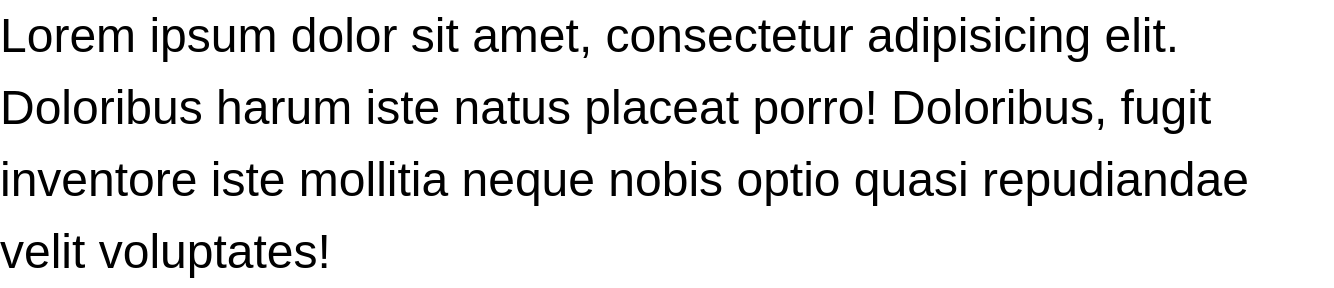 Lorem ipsum dolor sit amet, consectetur adipisicing elit.
Doloribus harum iste natus placeat porro! Doloribus, fugit
inventore iste mollitia neque nobis optio quasi repudiandae
velit voluptates!